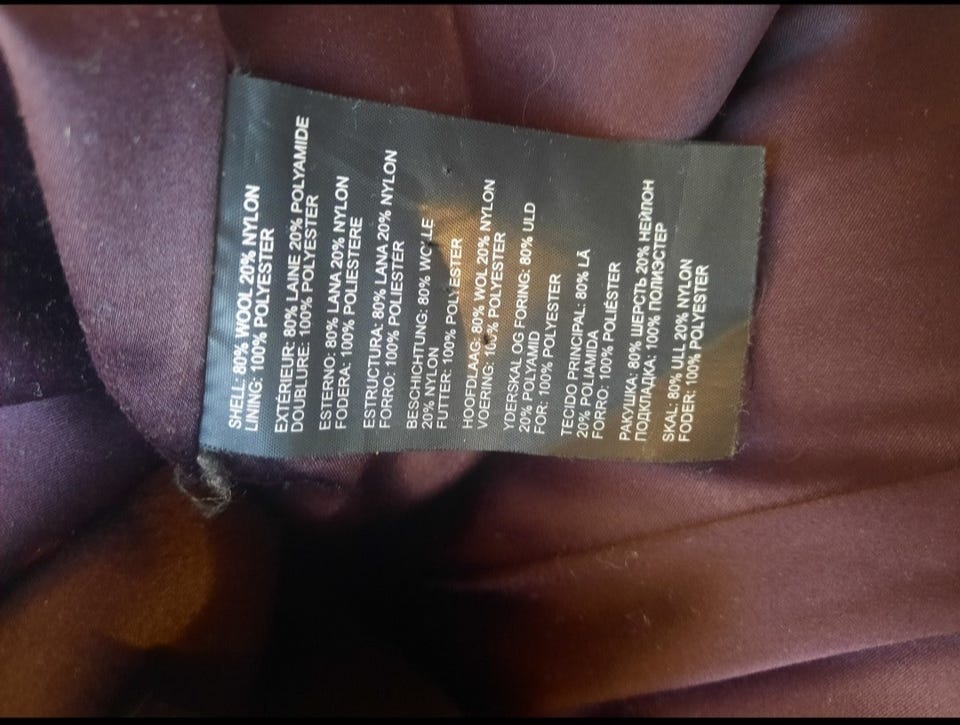 SHELL: 80% WOOL 20% NYLON
LINING: 100% POLYESTER
EXTÉRIEUR: 80% LAINE 20% POLYAMIDE
DOUBLURE: 100% POLYESTER
ESTERNO: 80% LANA 20% NYLON
FODERA: 100% POLIESTERE
ESTRUCTURA: 80% LANA 20% NYLON
FORRO: 100% POLIESTER
BESCHICHTUNG: 80% WOLLE
20% NYLON
FUTTER: 100% POLYESTER
HOOFDLAAG: 80% WOL 20% NYLON
VOERING: 100% POLYESTER
YDERSKAL OG FORING: 80% ULD
20% POLYAMID
FOR: 100% POLYESTER
TECIDO PRINCIPAL: 80% LÃ
20% POLIAMIDA
FORRO: 100% POLIÉSTER
РАКУШКА: 80% ШЕРСТЬ 20% НЕЙЛОН
ПОДКЛАДКА: 100% ПОЛИЭСТЕР
SKAL: 80% ULL 20% NYLON
FODER: 100% POLYESTER